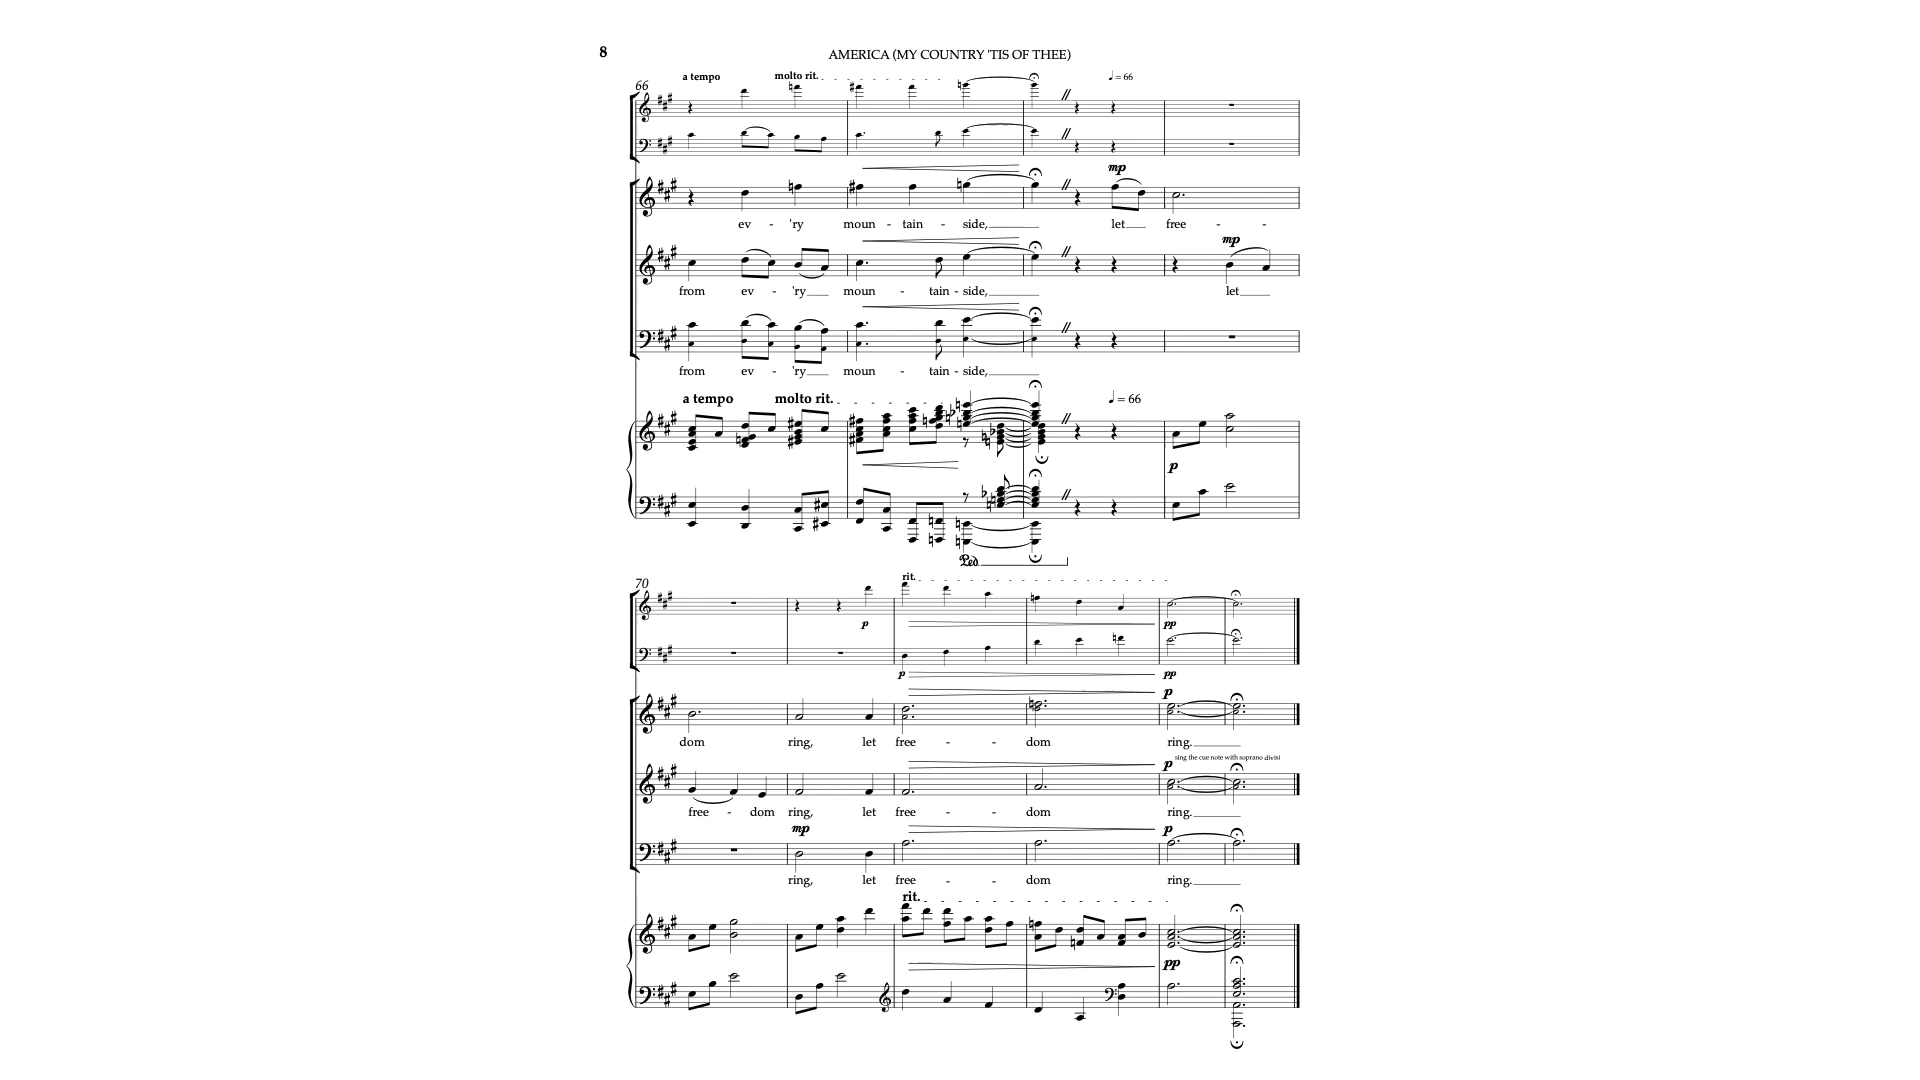 8
AMERICA (MY COUNTRY 'TIS OF THEE)
a tempo molto rit. ♩ = 66
66
mp
ev - 'ry moun - tain - side, let free - -
mp
from ev - 'ry moun - tain - side, let
from ev - 'ry moun - tain - side,
a tempo molto rit. ♩ = 66
p
Ped.
70 rit.
p pp
p pp
p
dom ring, let free - - dom ring.
p sing the cue note with soprano divisi
free - dom ring, let free - - dom ring.
mp p
ring, let free - - dom ring.
rit.
pp